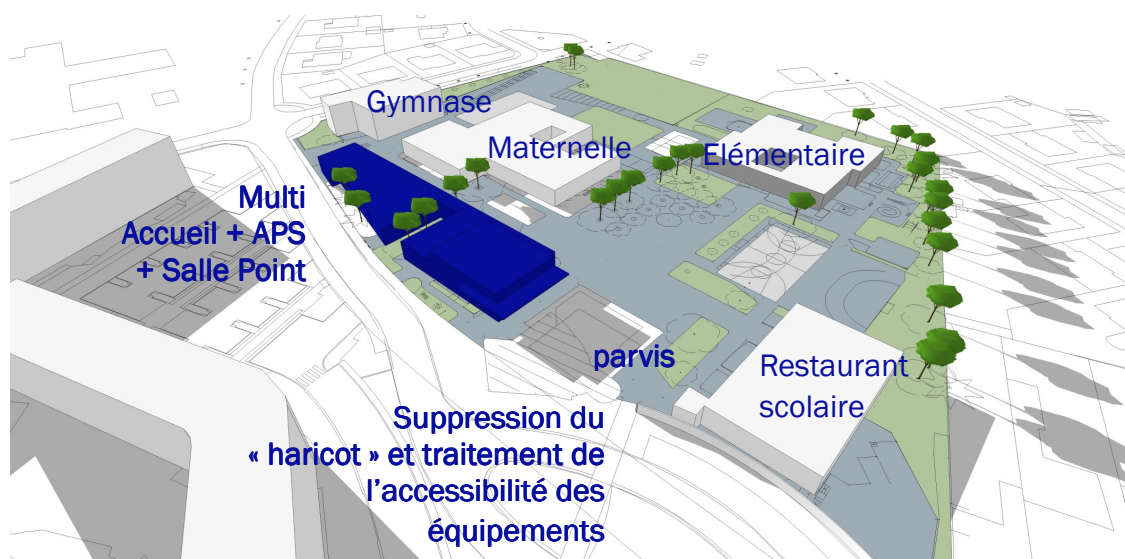 Gymnase
Maternelle
Elémentaire
Multi
Accueil + APS
+ Salle Point
parvis
Restaurant
scolaire
Suppression du
« haricot » et traitement de
l’accessibilité des
équipements